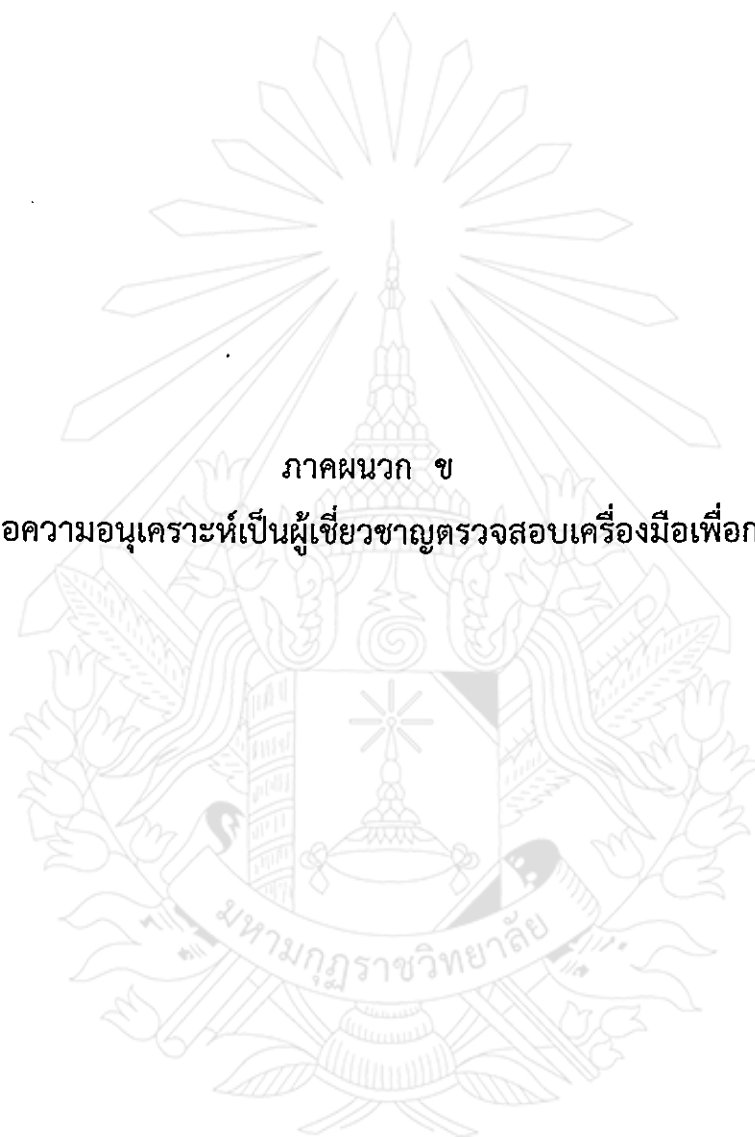 ภาคผนวก ข
อความอนุเคราะห์เป็นผู้เชี่ยวชาญตรวจสอบเครื่องมือเพื่อก
มหามกุฏราชวิทยาลัย